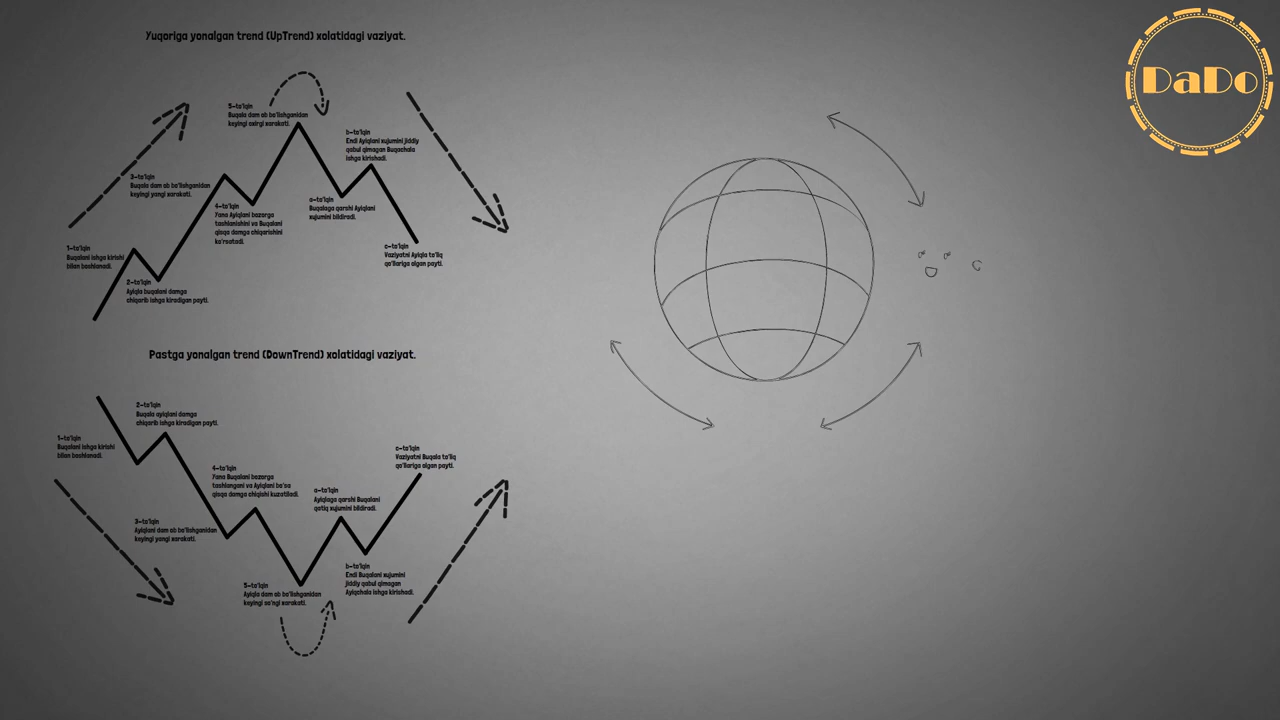 DaDo
Yuqoriga yonalgan trend (UpTrend) xolatidagi vaziyat.
5-to'lqin
Buqala dam ob bo'lishganidan
keyingi oxirgi xarakati.
b-to'lqin
Endi Ayiqlani xujumini jiddiy
qabul qimagan Buqachala
ishga kirishadi.
3-to'lqin
Buqala dam ob bo'lishganidan
keyingi yangi xarakati.
4-to'lqin
Yana Ayiqlani bozorga
tashlanishini va Buqalani
qisqa damga chiqarishini
ko'rsatadi.
a-to'lqin
Buqalaga qarshi Ayiqlani
xujumini bildiradi.
1-to'lqin
Buqalani ishga kirishi
bilan boshlanadi.
c-to'lqin
Vaziyatni Ayiqla to'liq
qo'llariga olgan payti.
2-to'lqin
Ayiqla buqalani damga
chiqarib ishga kiradigan payti.
Pastga yonalgan trend (DownTrend) xolatidagi vaziyat.
2-to'lqin
Buqala ayiqlani damga
chiqarib ishga kiradigan payti.
1-to'lqin
Buqalani ishga kirishi
bilan boshlanadi.
c-to'lqin
Vaziyatni Buqala to'liq
qo'llariga olgan payti.
4-to'lqin
Yana Buqalani bozorga
tashlangani va Ayiqlani bo'sa
qisqa damga chiqishi kuzatiladi.
a-to'lqin
Ayiqlaga qarshi Buqalani
qattiq xujumini bildiradi.
3-to'lqin
Ayiqlani dam ob bo'lishganidan
keyingi yangi xarakati.
b-to'lqin
Endi Buqalani xujumini
jiddiy qabul qimagan
Ayiqchala ishga kirishadi.
5-to'lqin
Ayiqla dam ob bo'lishganidan
keyingi so'ngi xarakati.